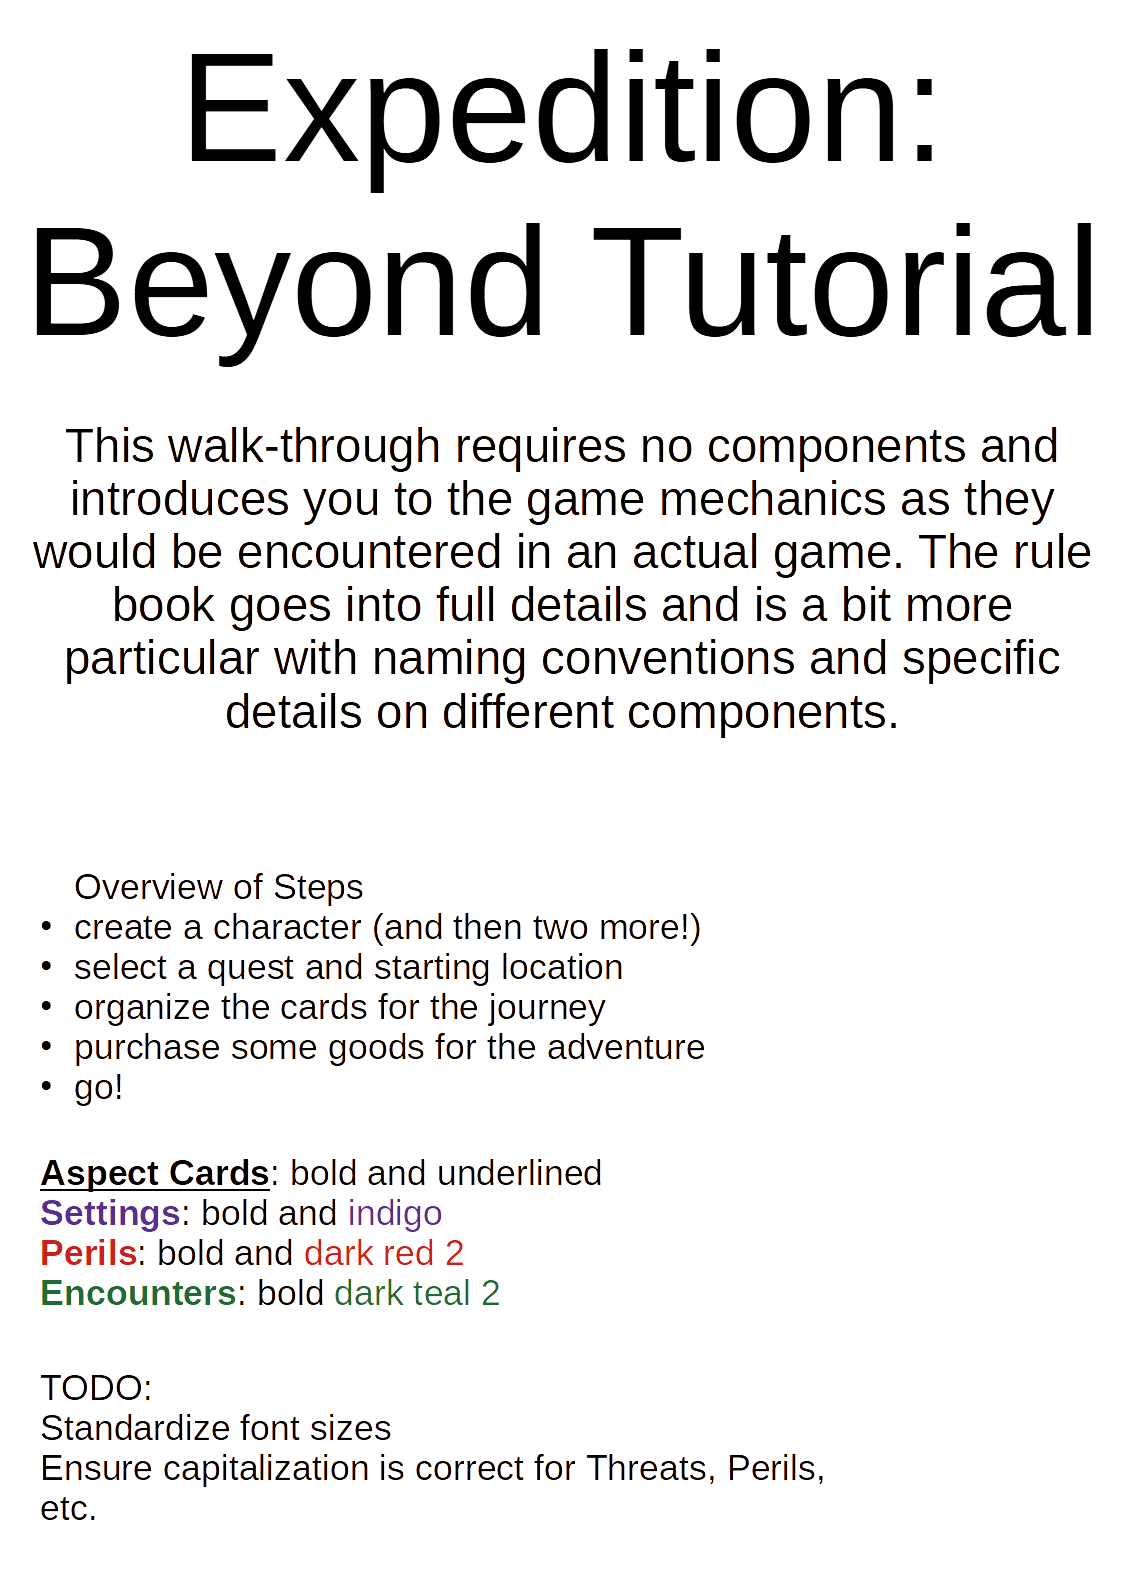 Expedition:
Beyond Tutorial
This walk-through requires no components and
introduces you to the game mechanics as they
would be encountered in an actual game. The rule
book goes into full details and is a bit more
particular with naming conventions and specific
details on different components.
Overview of Steps
• create a character (and then two more!)
• select a quest and starting location
• organize the cards for the journey
• purchase some goods for the adventure
• go!
Aspect Cards: bold and underlined
Settings: bold and indigo
Perils: bold and dark red 2
Encounters: bold dark teal 2
TODO:
Standardize font sizes
Ensure capitalization is correct for Threats, Perils,
etc.